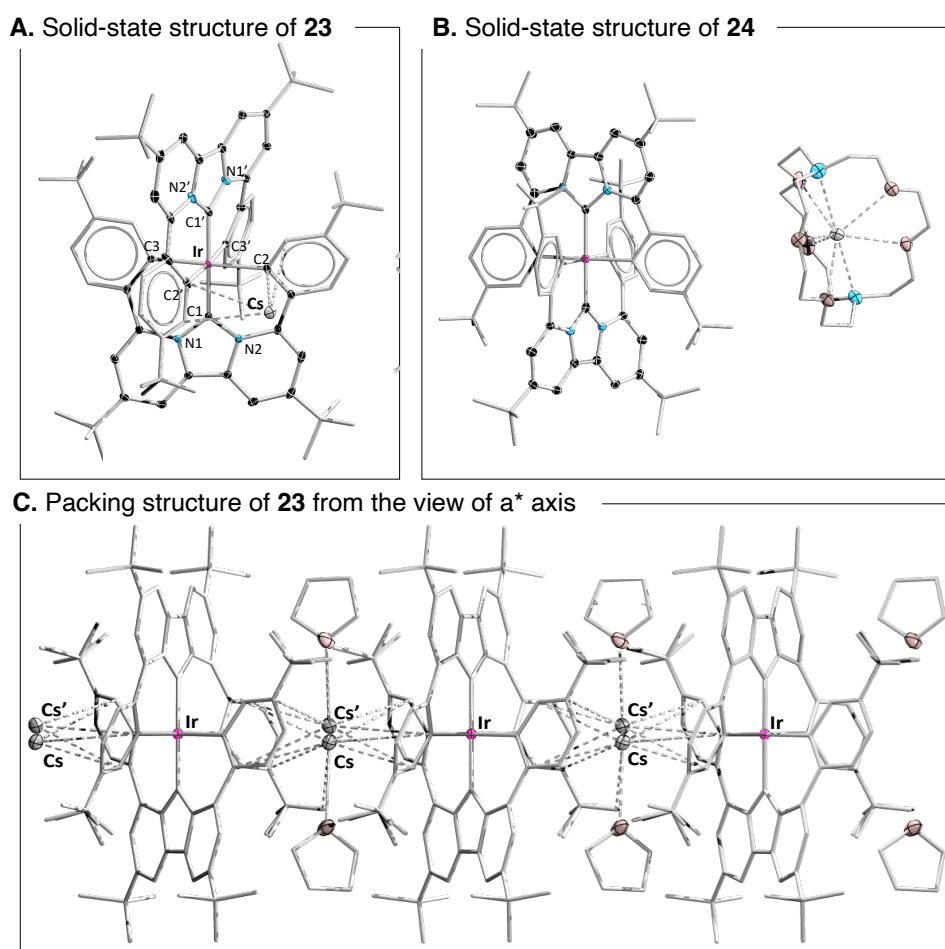 A. Solid-state structure of 23
B. Solid-state structure of 24
N1'
N2'
C1'
C3
Ir
C3'
C2
C2'
Cs
C1
N1
N2
C. Packing structure of 23 from the view of a* axis
Cs' Ir Cs' Ir Cs' Ir
Cs Cs Cs